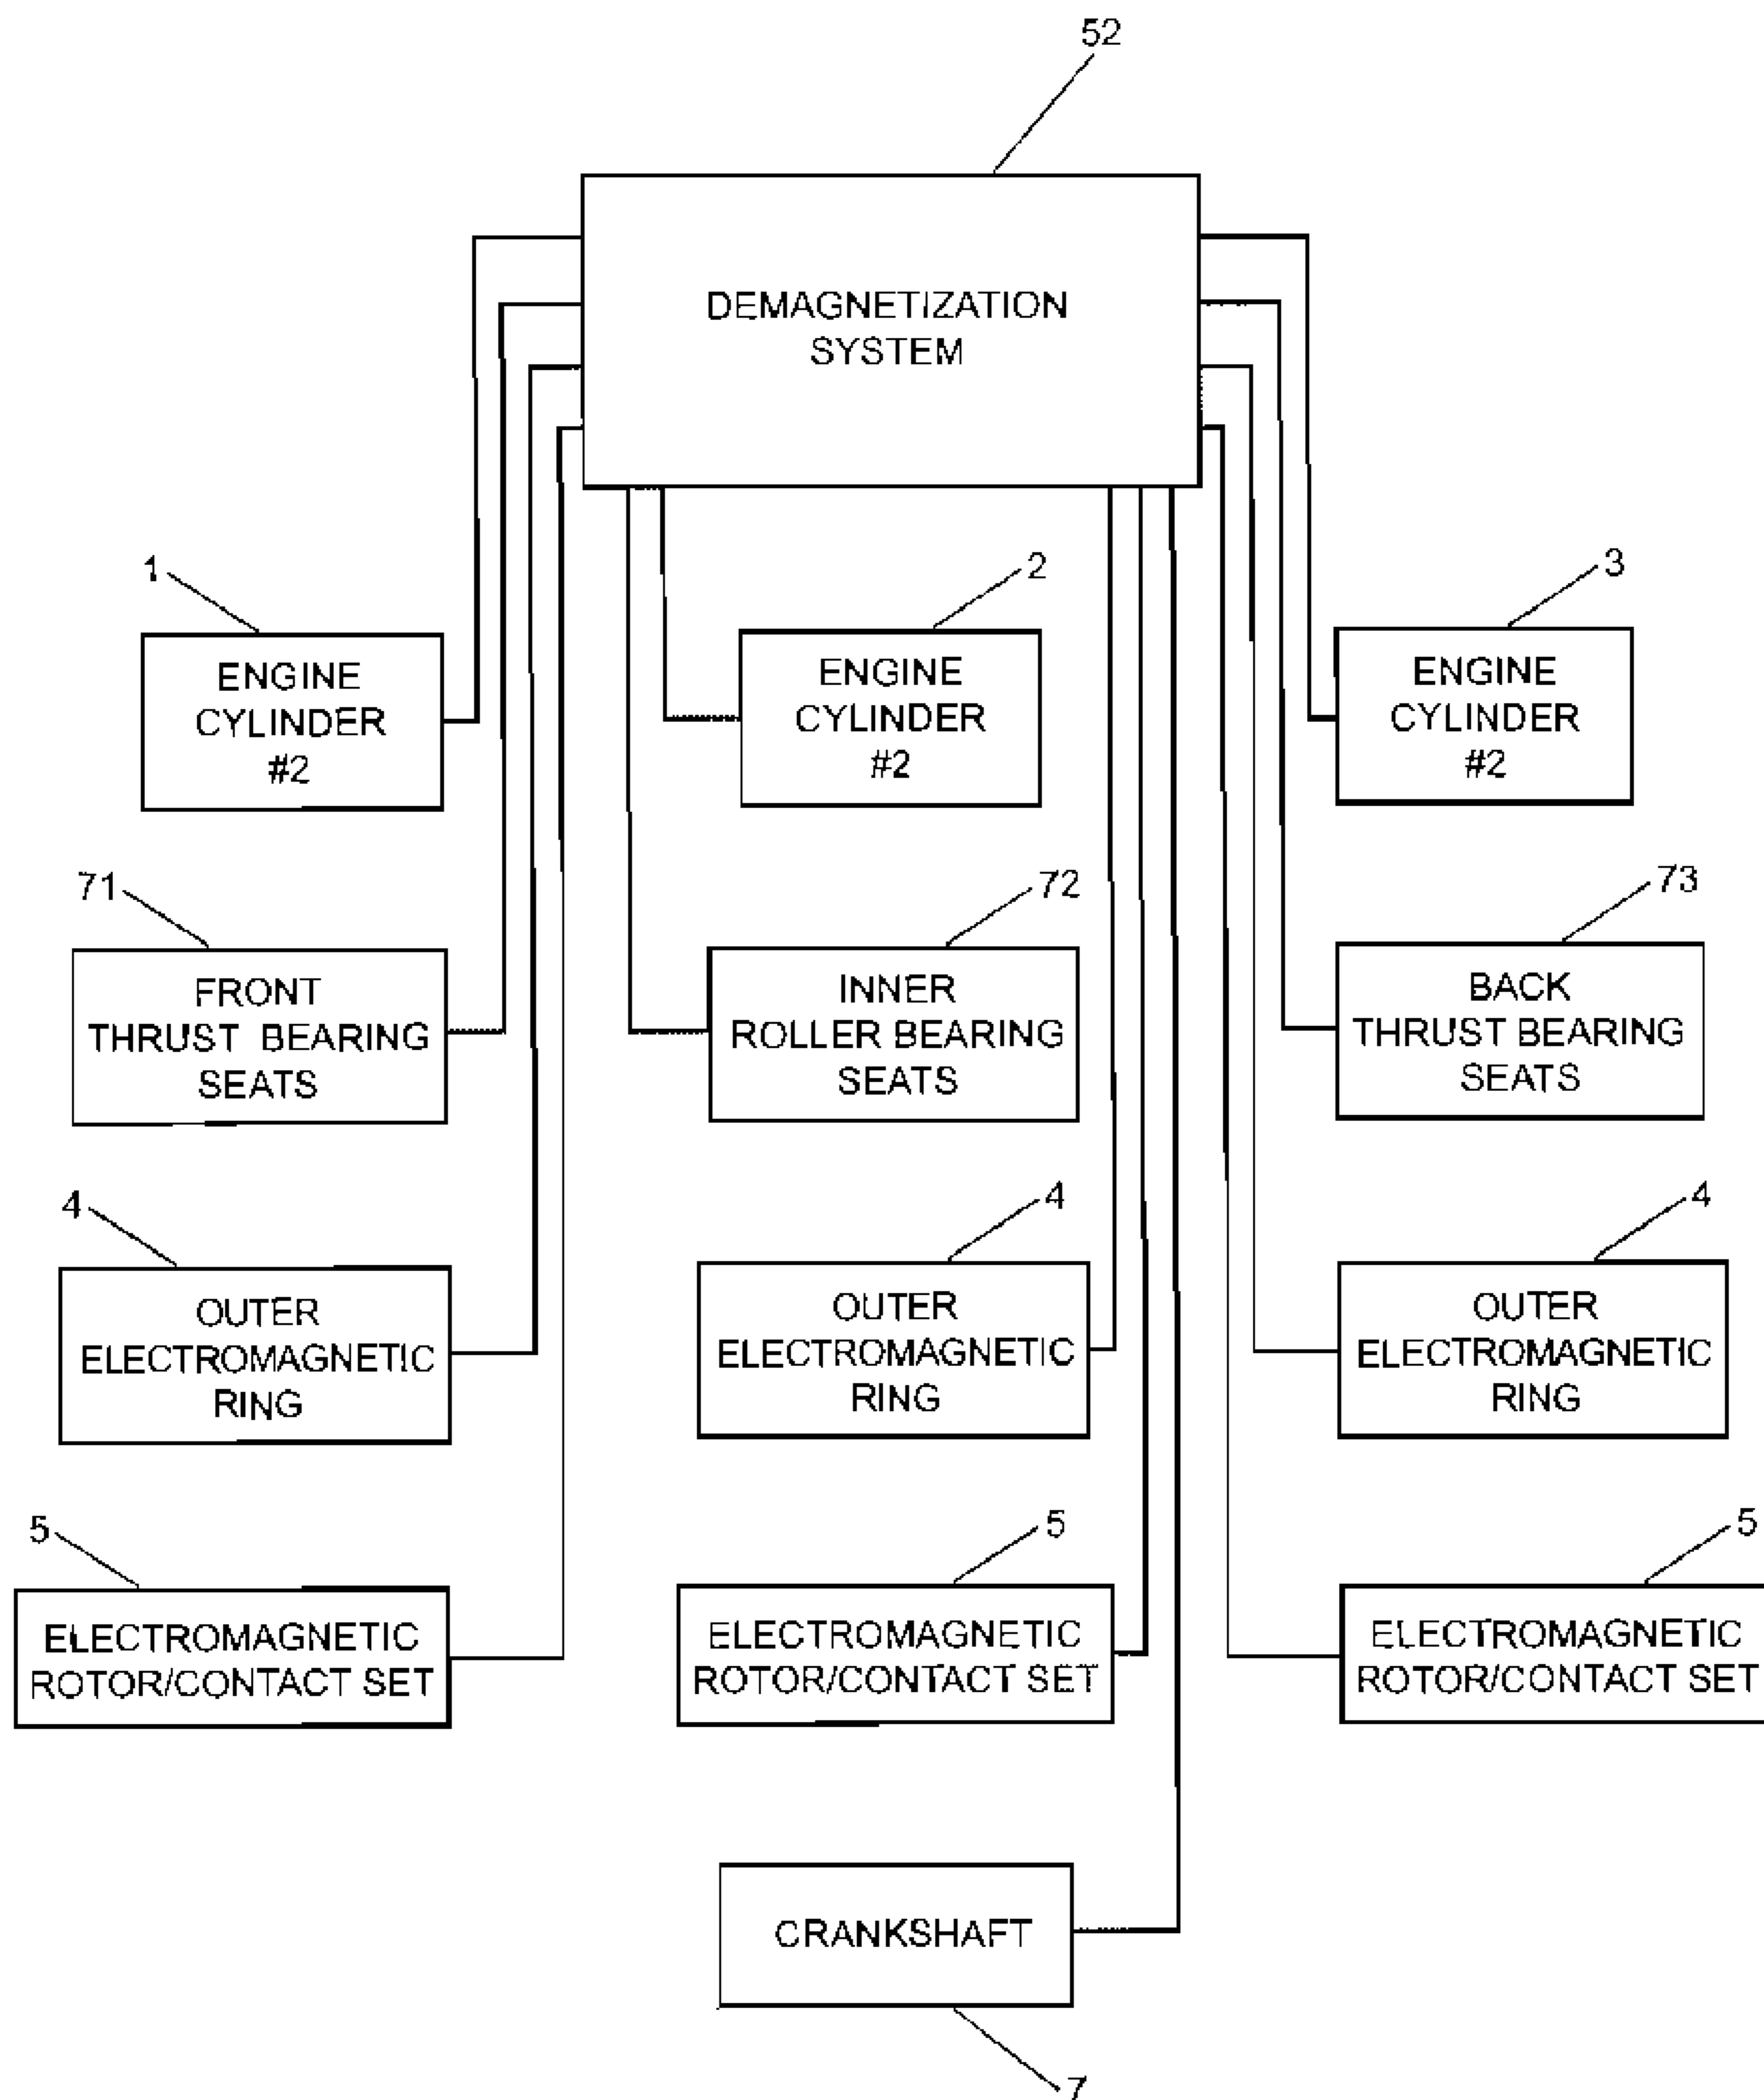 52
DEMAGNETIZATION
SYSTEM
1
2
3
ENGINE
CYLINDER
#2
ENGINE
CYLINDER
#2
ENGINE
CYLINDER
#2
71
72
73
FRONT
THRUST BEARING
SEATS
INNER
ROLLER BEARING
SEATS
BACK
THRUST BEARING
SEATS
4
4
4
OUTER
ELECTROMAGNETIC
RING
OUTER
ELECTROMAGNETIC
RING
OUTER
ELECTROMAGNETIC
RING
5
5
5
ELECTROMAGNETIC
ROTOR/CONTACT SET
ELECTROMAGNETIC
ROTOR/CONTACT SET
ELECTROMAGNETIC
ROTOR/CONTACT SET
CRANKSHAFT
7